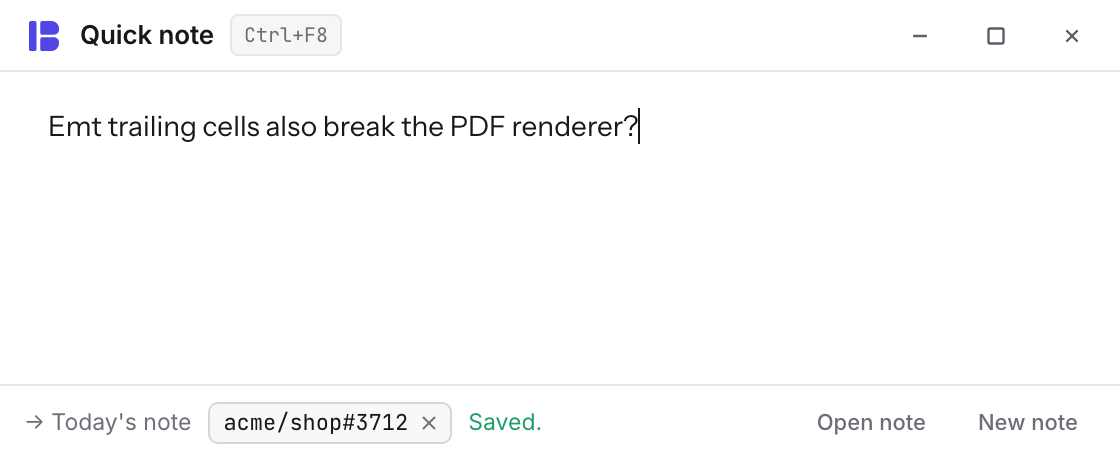 Quick note Ctrl+F8
Emt trailing cells also break the PDF renderer?
→ Today's note acme/shop#3712 × Saved. Open note New note